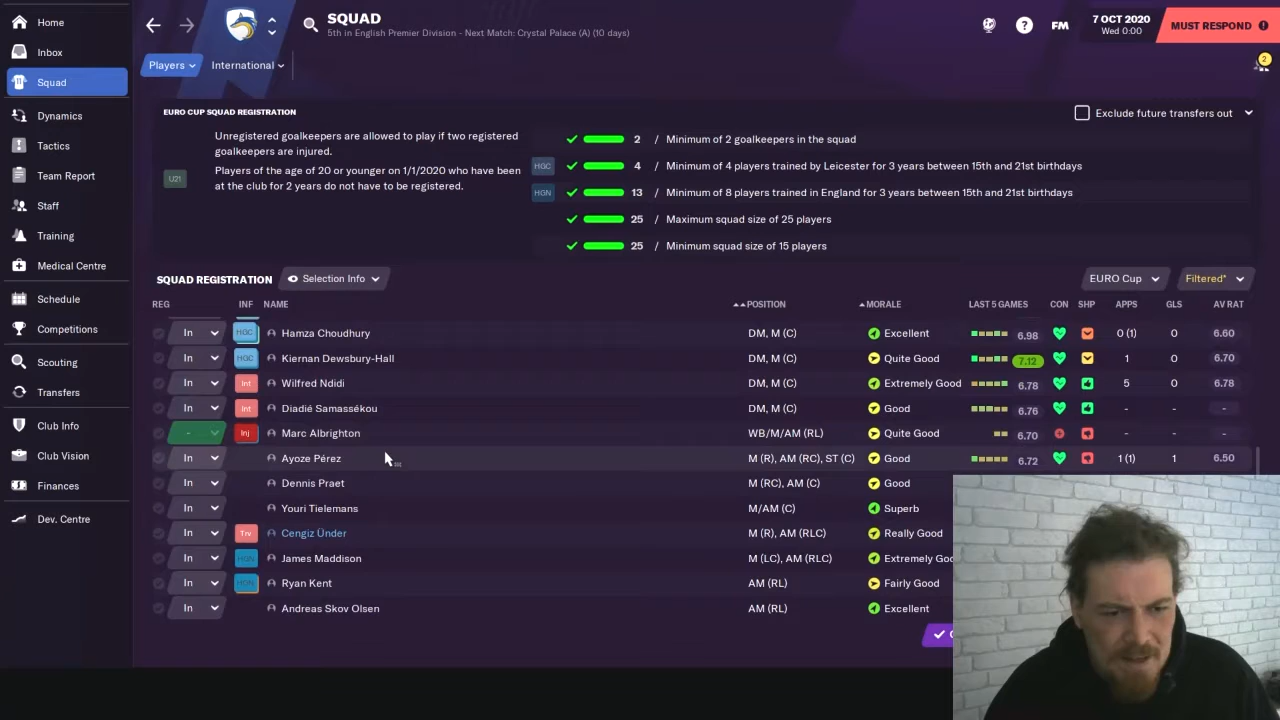 Home
SQUAD
5th in English Premier Division - Next Match: Crystal Palace (A) (10 days)
?
FM
7 OCT 2020
Wed 0:00
MUST RESPOND
Inbox
Players
International
2
Squad
Dynamics
Tactics
Team Report
Staff
Training
Medical Centre
Schedule
Competitions
Scouting
Transfers
Club Info
Club Vision
Finances
Dev. Centre
EURO CUP SQUAD REGISTRATION
Exclude future transfers out
Unregistered goalkeepers are allowed to play if two registered
goalkeepers are injured.
U21
Players of the age of 20 or younger on 1/1/2020 who have been
at the club for 2 years do not have to be registered.
2 / Minimum of 2 goalkeepers in the squad
HGC 4 / Minimum of 4 players trained by Leicester for 3 years between 15th and 21st birthdays
HGN 13 / Minimum of 8 players trained in England for 3 years between 15th and 21st birthdays
25 / Maximum squad size of 25 players
25 / Minimum squad size of 15 players
SQUAD REGISTRATION
Selection Info
EURO Cup
Filtered*
REG INF NAME POSITION MORALE LAST 5 GAMES CON SHP APPS GLS AV RAT
In HGC Hamza Choudhury DM, M (C) Excellent 6.98 0 (1) 0 6.60
In HGC Kiernan Dewsbury-Hall DM, M (C) Quite Good 7.12 1 0 6.70
In Int Wilfred Ndidi DM, M (C) Extremely Good 6.78 5 0 6.78
In Int Diadié Samassékou DM, M (C) Good 6.76 - - -
- Inj Marc Albrighton WB/M/AM (RL) Quite Good 6.70 - - -
In Ayoze Pérez M (R), AM (RC), ST (C) Good 6.72 1 (1) 1 6.50
In Dennis Praet M (RC), AM (C) Good
In Youri Tielemans M/AM (C) Superb
In Trv Cengiz Ünder M (R), AM (RLC) Really Good
In HGN James Maddison M (LC), AM (RLC) Extremely Good
In HGN Ryan Kent AM (RL) Fairly Good
In Andreas Skov Olsen AM (RL) Excellent